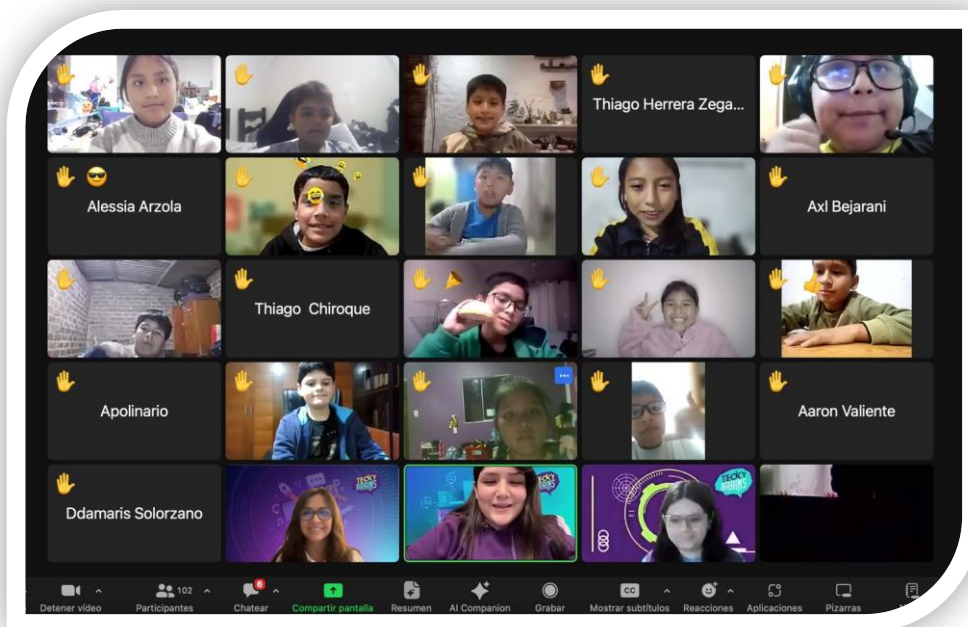 Thiago Herrera Zega...
Alessia Arzola
Axl Bejarani
Thiago Chiroque
Apolinario
Aaron Valiente
Ddamaris Solorzano
TECKY
BRAINS
TECKY
BRAINS
TECKY
BRAINS
102
6
CC
Detener vídeo
Participantes
Chatear
Compartir pantalla
Resumen
AI Companion
Grabar
Mostrar subtítulos
Reacciones
Aplicaciones
Pizarras